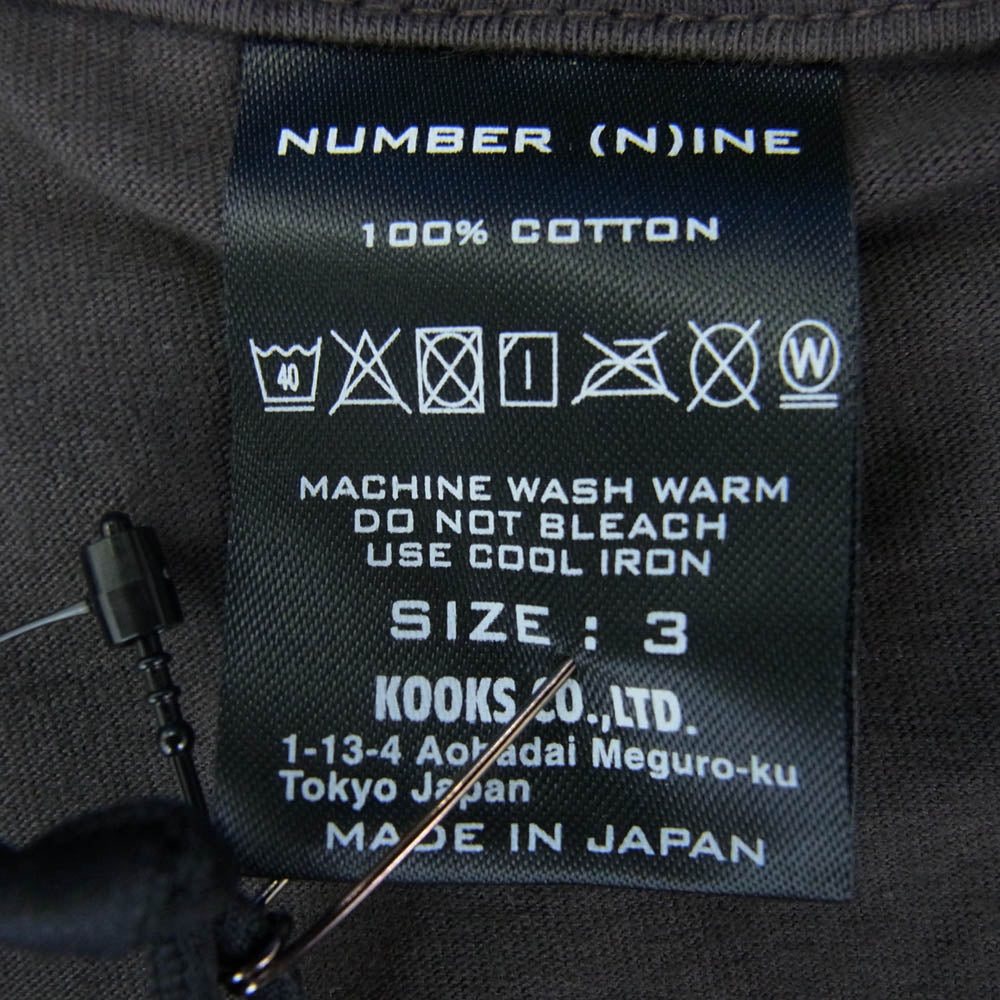 NUMBER (N)INE
100% COTTON
40 W
MACHINE WASH WARM
DO NOT BLEACH
USE COOL IRON
SIZE : 3
KOOKS CO.,LTD.
1-13-4 Aobadai Meguro-ku
Tokyo Japan
MADE IN JAPAN